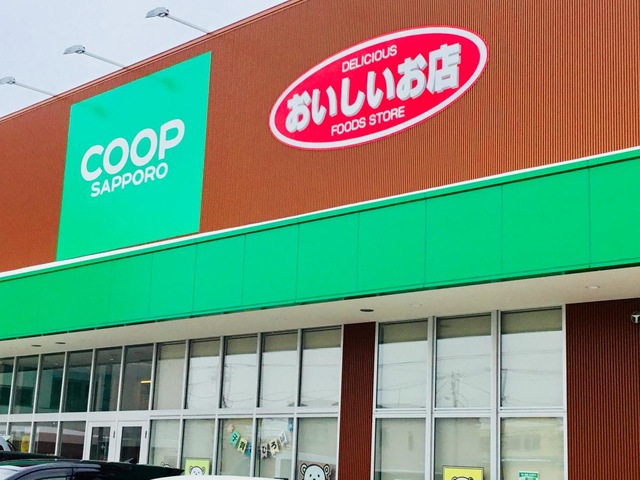 COOP
SAPPORO
DELICIOUS
おいしいお店
FOODS STORE